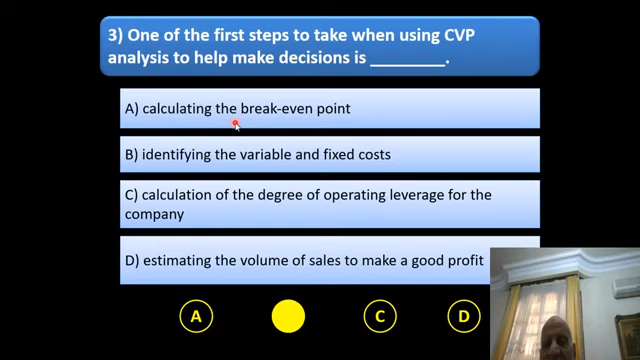 3) One of the first steps to take when using CVP
analysis to help make decisions is ________.
A) calculating the break-even point
B) identifying the variable and fixed costs
C) calculation of the degree of operating leverage for the
company
D) estimating the volume of sales to make a good profit
A
C
D